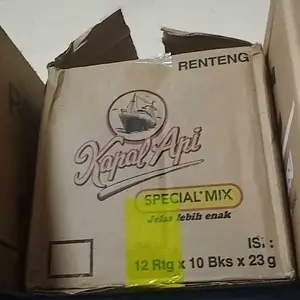 RENTENG
Kapal Api
SPECIAL MIX
Jelas lebih enak
ISI :
12 Rtg x 10 Bks x 23 g